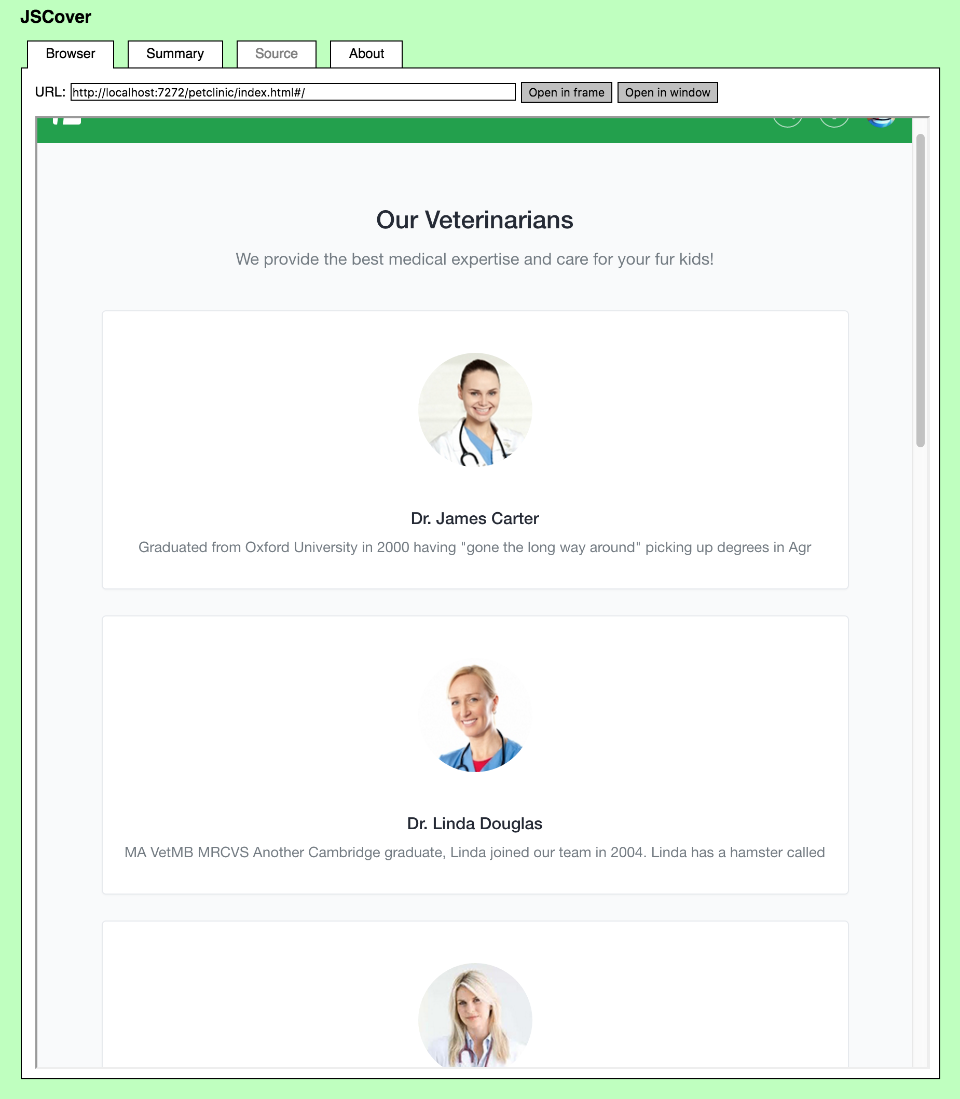 JSCover
Browser Summary Source About
URL: http://localhost:7272/petclinic/index.html#/ Open in frame Open in window
Our Veterinarians
We provide the best medical expertise and care for your fur kids!
Dr. James Carter
Graduated from Oxford University in 2000 having "gone the long way around" picking up degrees in Agr
Dr. Linda Douglas
MA VetMB MRCVS Another Cambridge graduate, Linda joined our team in 2004. Linda has a hamster called